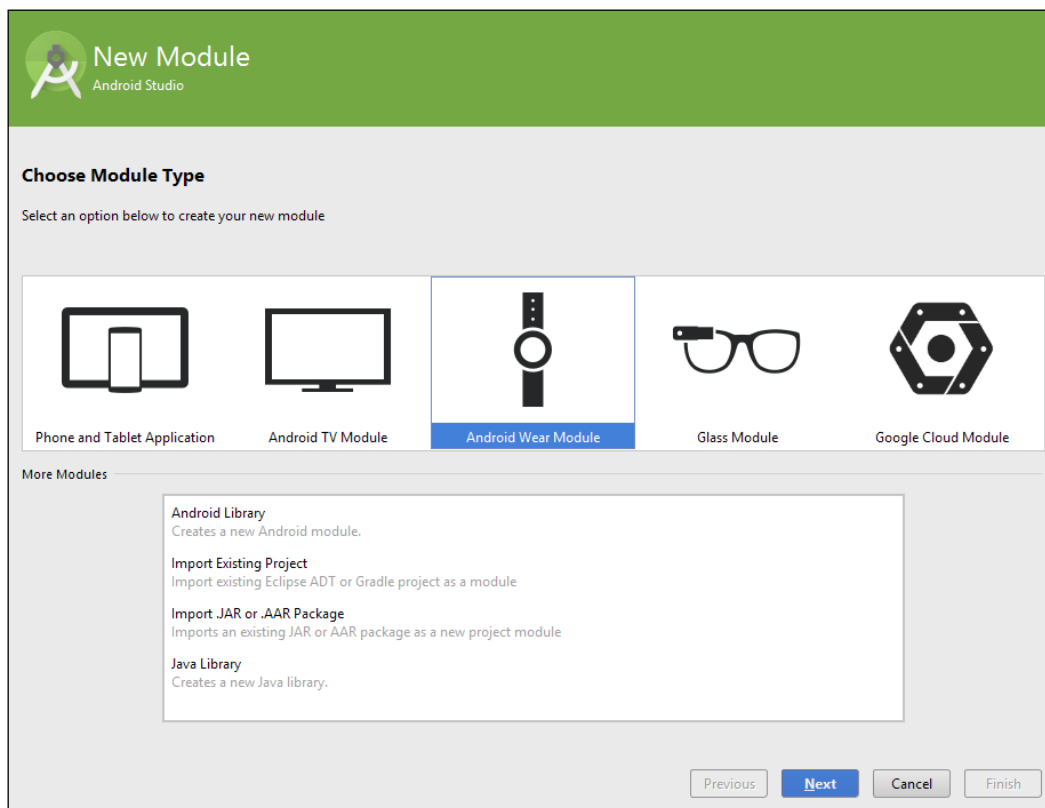 New Module
Android Studio
Choose Module Type
Select an option below to create your new module
Phone and Tablet Application
Android TV Module
Android Wear Module
Glass Module
Google Cloud Module
More Modules
Android Library
Creates a new Android module.
Import Existing Project
Import existing Eclipse ADT or Gradle project as a module
Import .JAR or .AAR Package
Imports an existing JAR or AAR package as a new project module
Java Library
Creates a new Java library.
Previous
Next
Cancel
Finish